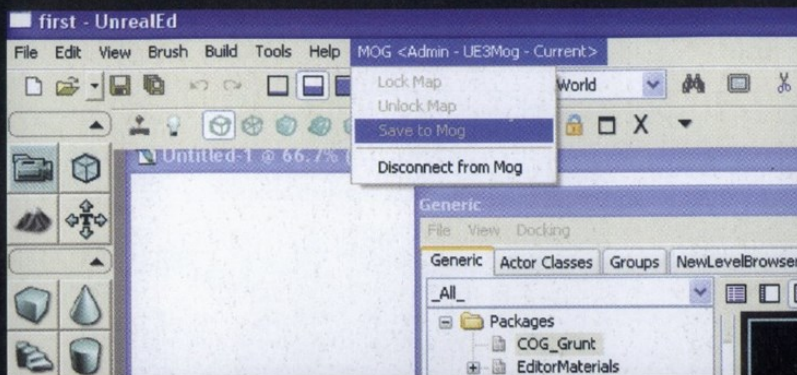 first - UnrealEd
File Edit View Brush Build Tools Help MOG <Admin - UE3Mog - Current>
Lock Map
Unlock Map
Save to Mog
Disconnect from Mog
World
Untitled-1 @ 66.7%
Generic
File View Docking
Generic Actor Classes Groups NewLevelBrowser
_All_
Packages
COG_Grunt
EditorMaterials